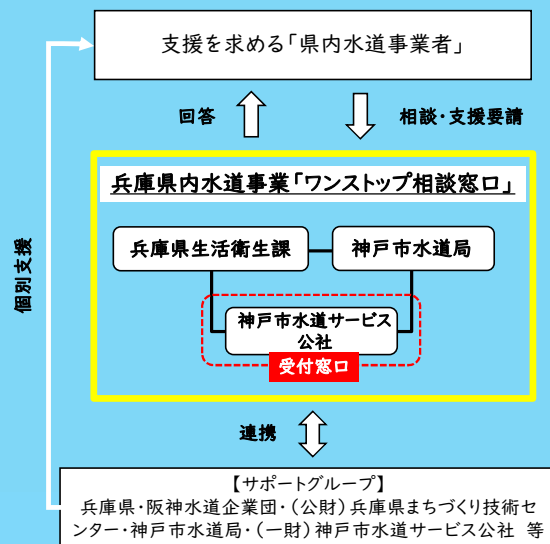 支援を求める「県内水道事業者」
回答
相談・支援要請
兵庫県内水道事業「ワンストップ相談窓口」
兵庫県生活衛生課
神戸市水道局
神戸市水道サービス
公社
受付窓口
個別支援
連携
【サポートグループ】
兵庫県・阪神水道企業団・(公財)兵庫県まちづくり技術セ
ンター・神戸市水道局・(一財)神戸市水道サービス公社 等